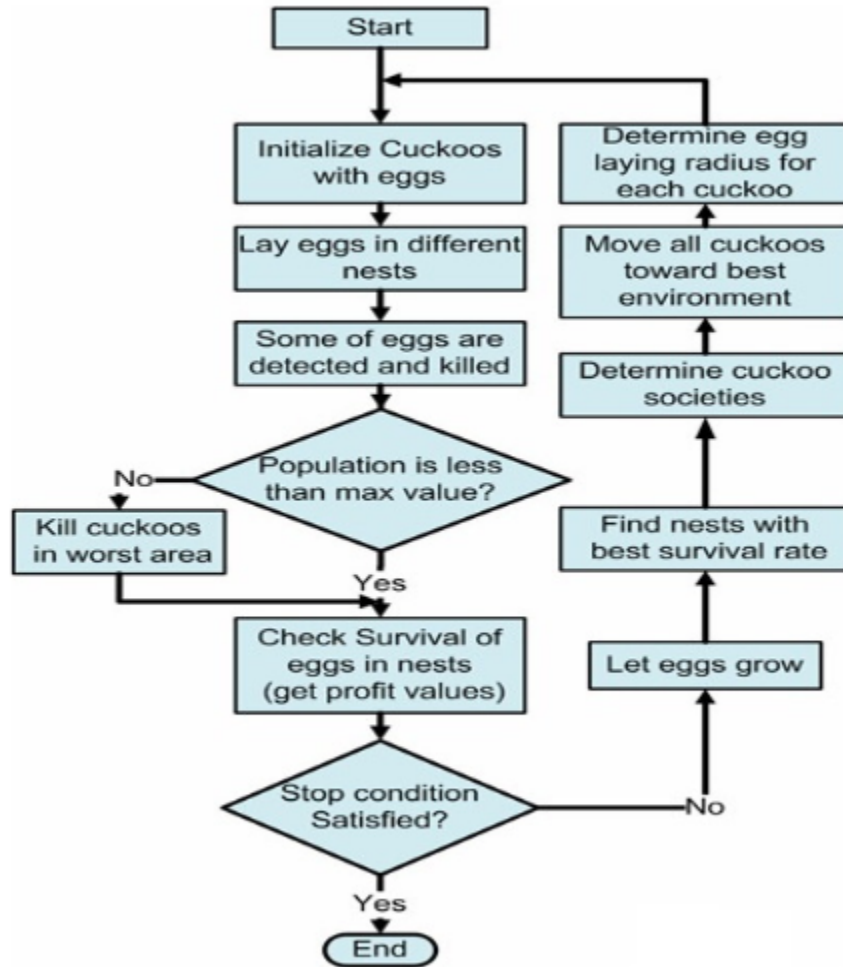 Start
Initialize Cuckoos
with eggs
Lay eggs in different
nests
Some of eggs are
detected and killed
Population is less
than max value?
No
Kill cuckoos
in worst area
Yes
Check Survival of
eggs in nests
(get profit values)
Stop condition
Satisfied?
No
Yes
End
Let eggs grow
Find nests with
best survival rate
Determine cuckoo
societies
Move all cuckoos
toward best
environment
Determine egg
laying radius for
each cuckoo